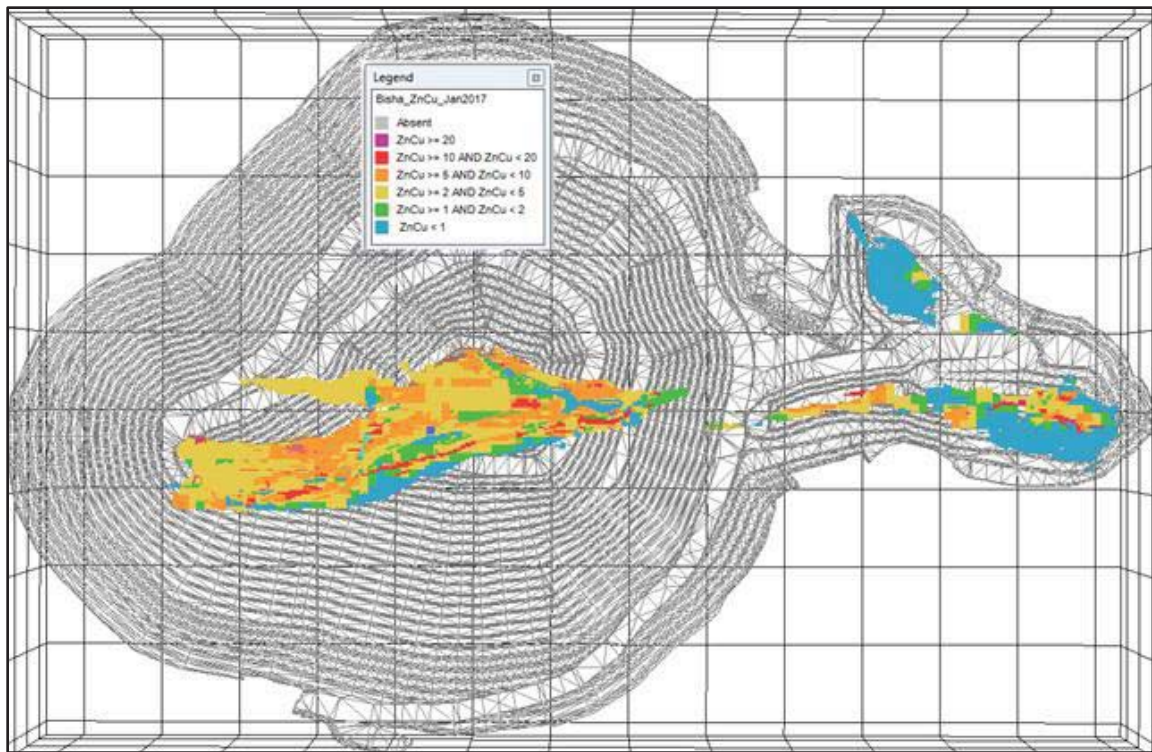 Legend
Bisha_ZnCu_Jan2017
Absent
ZnCu >= 20
ZnCu >= 10 AND ZnCu < 20
ZnCu >= 5 AND ZnCu < 10
ZnCu >= 2 AND ZnCu < 5
ZnCu >= 1 AND ZnCu < 2
ZnCu < 1